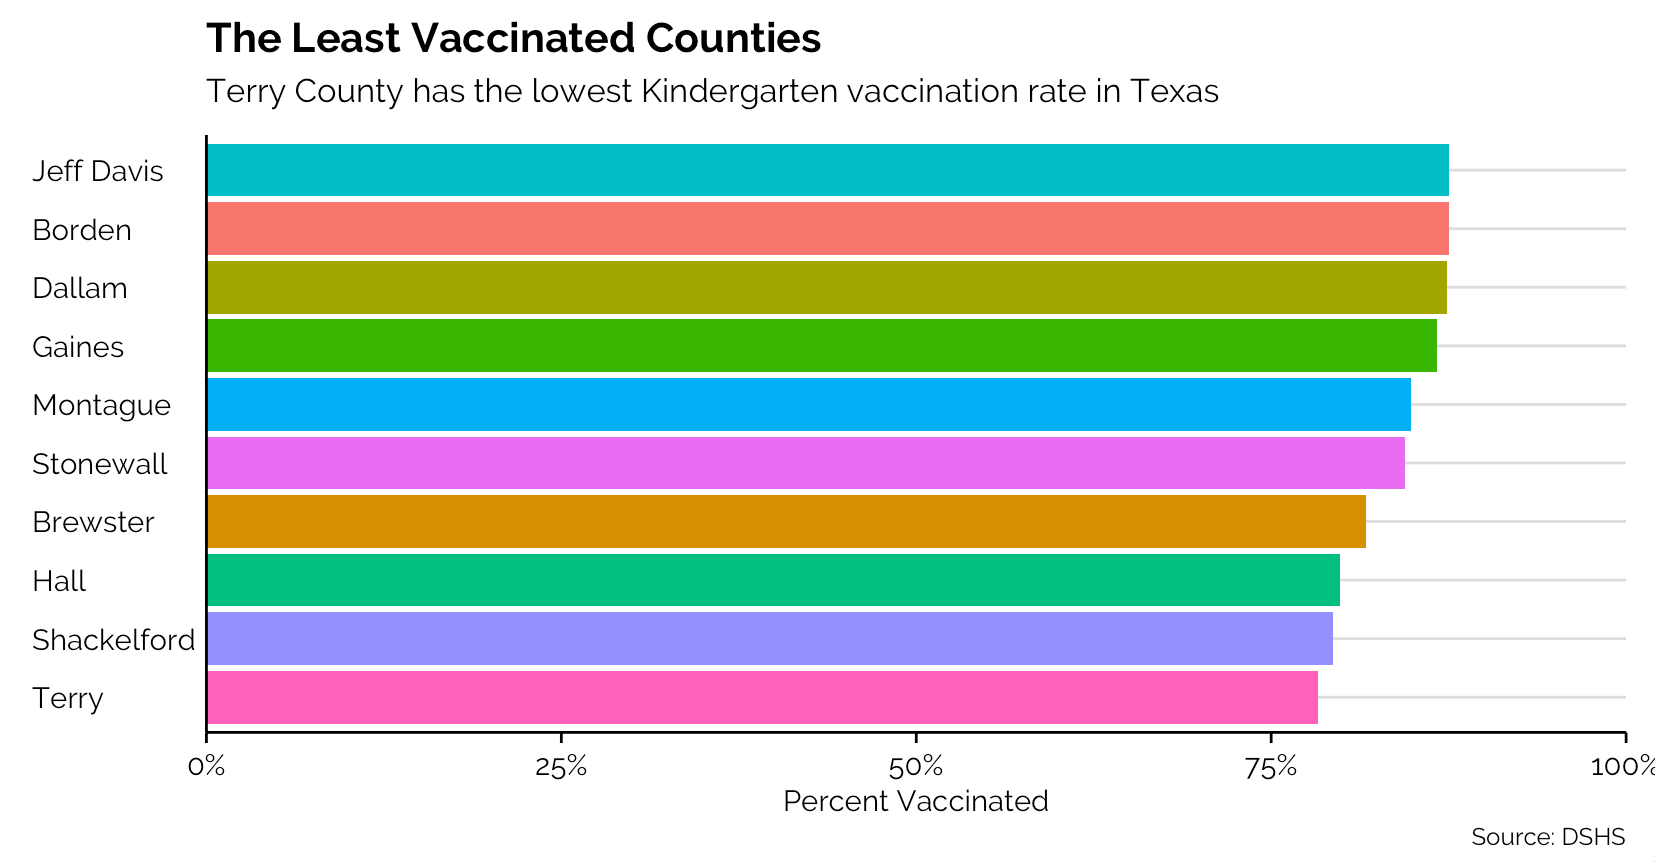 The Least Vaccinated Counties
Terry County has the lowest Kindergarten vaccination rate in Texas
Jeff Davis
Borden
Dallam
Gaines
Montague
Stonewall
Brewster
Hall
Shackelford
Terry
0% 25% 50% 75% 100%
Percent Vaccinated
Source: DSHS